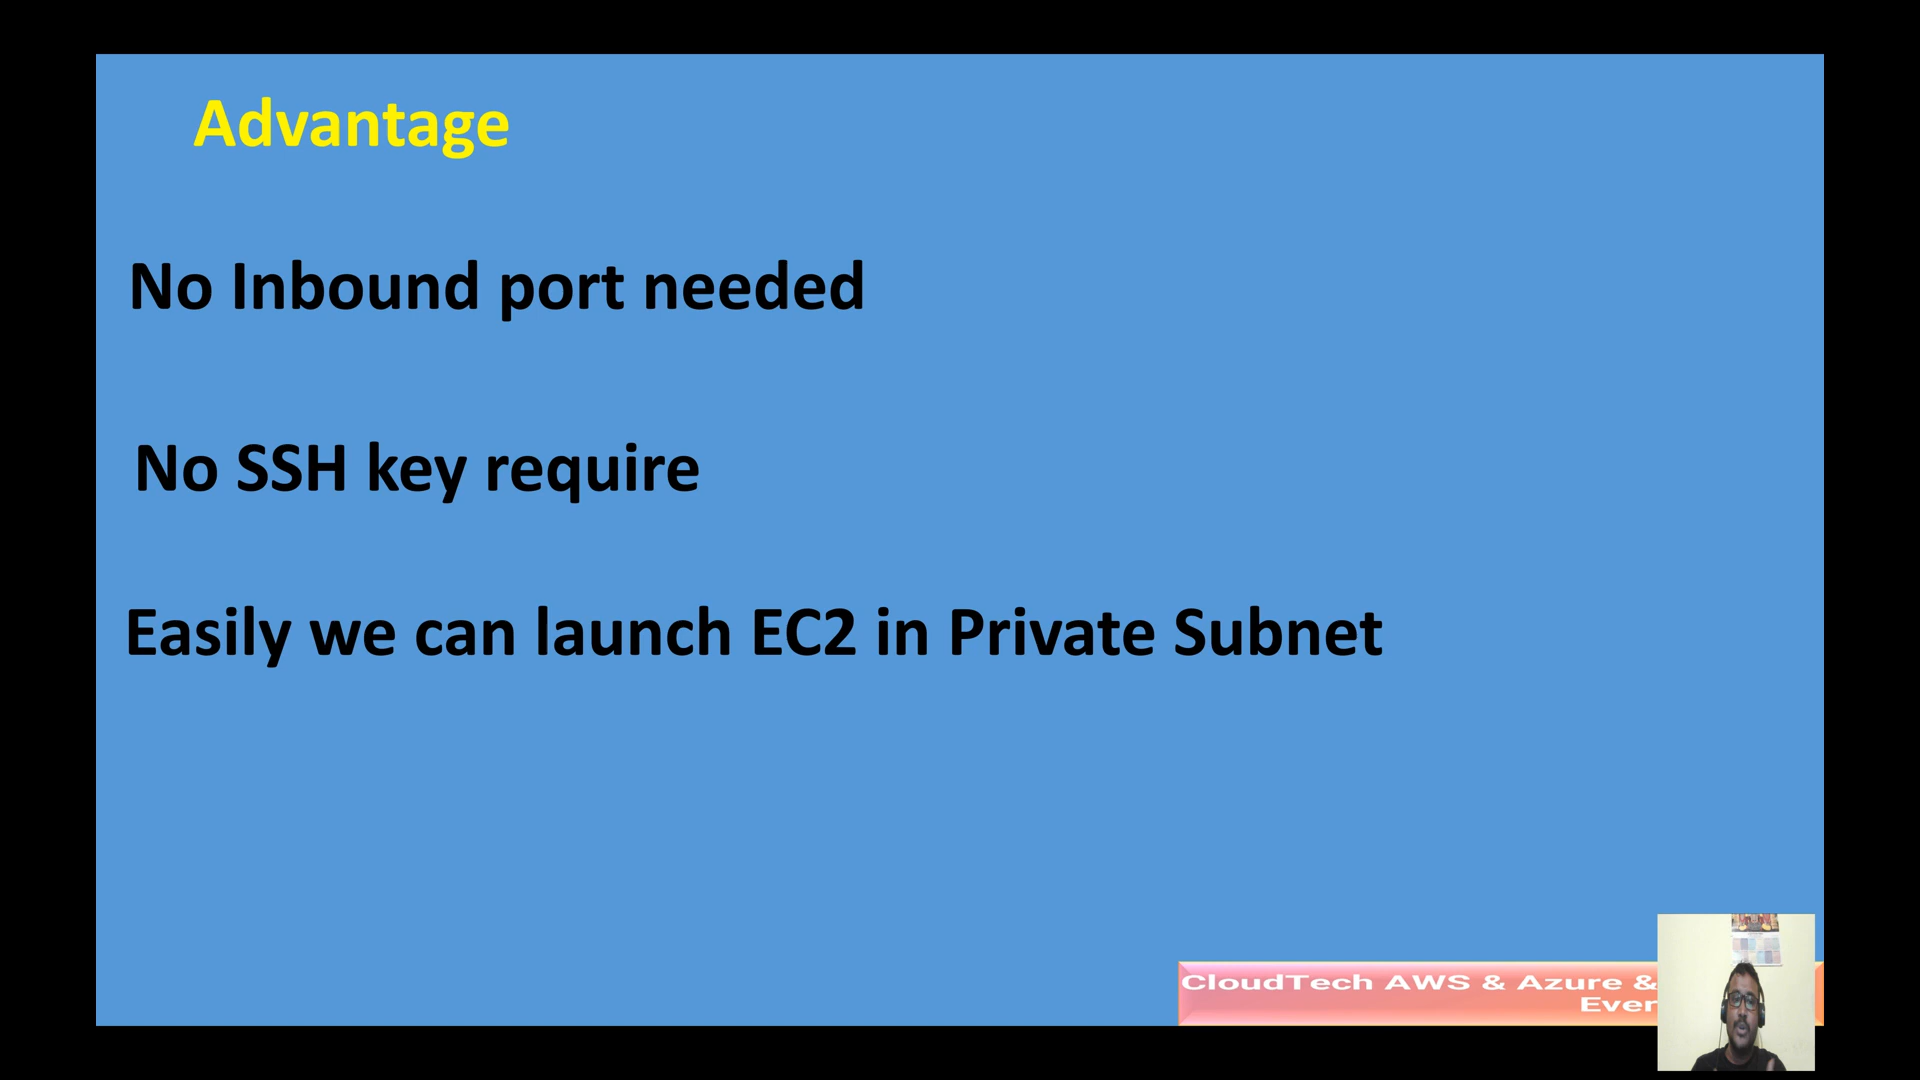 Advantage
No Inbound port needed
No SSH key require
Easily we can launch EC2 in Private Subnet
CloudTech AWS & Azure &